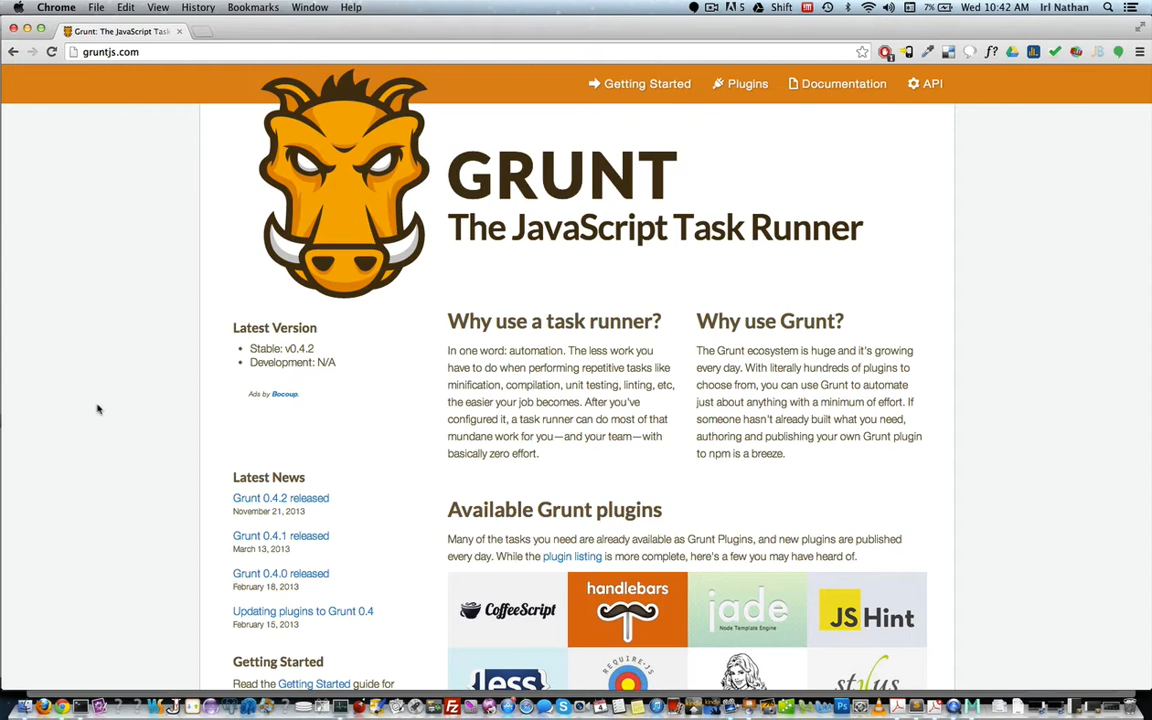 Chrome File Edit View History Bookmarks Window Help
5 Shift 7% Wed 10:42 AM Irl Nathan
Grunt: The JavaScript Task
gruntjs.com
Getting Started Plugins Documentation API
GRUNT
The JavaScript Task Runner
Latest Version
Stable: v0.4.2
Development: N/A
Ads by Bocoup.
Latest News
Grunt 0.4.2 released
November 21, 2013
Grunt 0.4.1 released
March 13, 2013
Grunt 0.4.0 released
February 18, 2013
Updating plugins to Grunt 0.4
February 15, 2013
Getting Started
Read the Getting Started guide for
Why use a task runner?
In one word: automation. The less work you
have to do when performing repetitive tasks like
minification, compilation, unit testing, linting, etc,
the easier your job becomes. After you've
configured it, a task runner can do most of that
mundane work for you—and your team—with
basically zero effort.
Why use Grunt?
The Grunt ecosystem is huge and it's growing
every day. With literally hundreds of plugins to
choose from, you can use Grunt to automate
just about anything with a minimum of effort. If
someone hasn't already built what you need,
authoring and publishing your own Grunt plugin
to npm is a breeze.
Available Grunt plugins
Many of the tasks you need are already available as Grunt Plugins, and new plugins are published
every day. While the plugin listing is more complete, here's a few you may have heard of.
CoffeeScript
handlebars
jade
Node Template Engine
JSHint
less
REQUIRE·JS
stylus